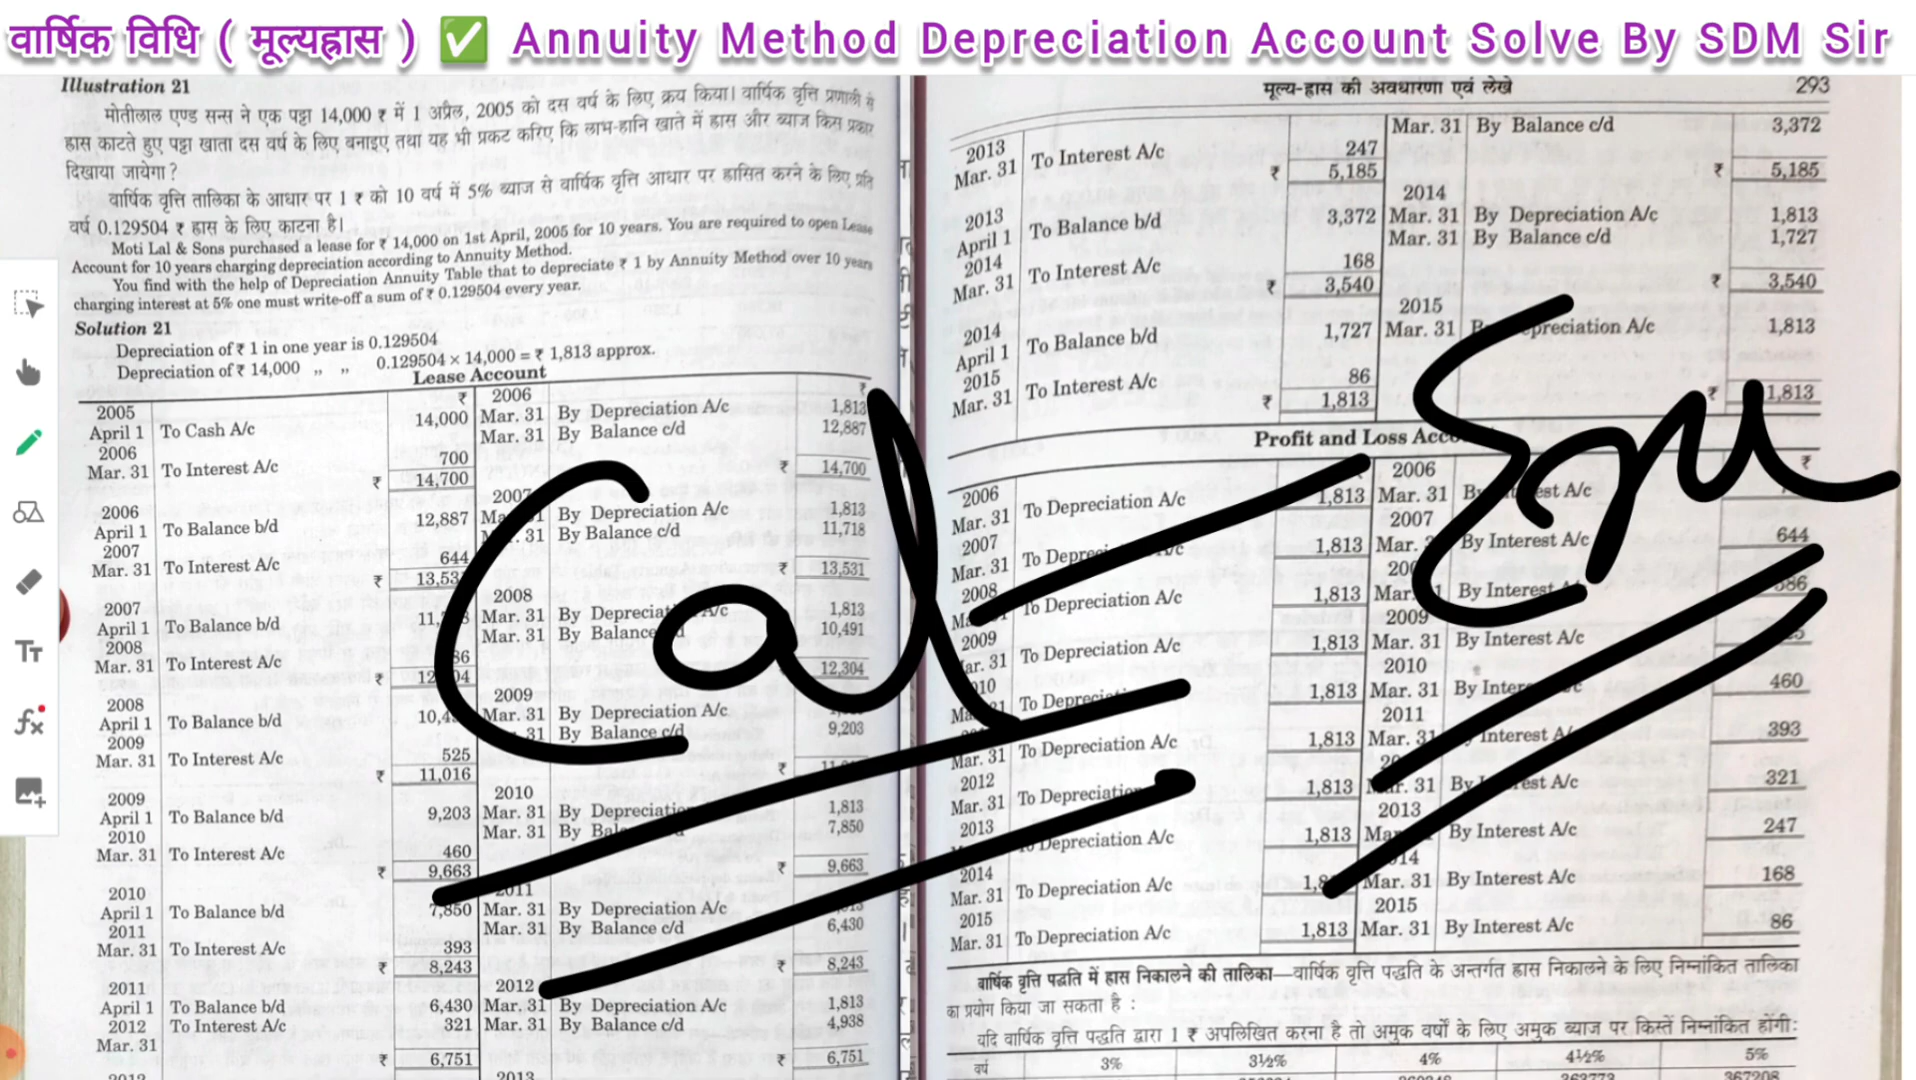 वार्षिक विधि ( मूल्यह्रास ) ✅ Annuity Method Depreciation Account Solve By SDM Sir
Illustration 21
मोतीलाल एण्ड सन्स ने एक पट्टा 14,000 ₹ में 1 अप्रैल, 2005 को दस वर्ष के लिए क्रय किया। वार्षिक वृत्ति प्रणाली से
ह्रास काटते हुए पट्टा खाता दस वर्ष के लिए बनाइए तथा यह भी प्रकट करिए कि लाभ-हानि खाते में ह्रास और ब्याज किस प्रकार
दिखाया जायेगा ?
वार्षिक वृत्ति तालिका के आधार पर 1 ₹ को 10 वर्ष में 5% ब्याज से वार्षिक वृत्ति आधार पर ह्रासित करने के लिए प्रति
वर्ष 0.129504 ₹ ह्रास के लिए काटना है।
Moti Lal & Sons purchased a lease for ₹ 14,000 on 1st April, 2005 for 10 years. You are required to open Lease
Account for 10 years charging depreciation according to Annuity Method.
You find with the help of Depreciation Annuity Table that to depreciate ₹ 1 by Annuity Method over 10 years
charging interest at 5% one must write-off a sum of ₹ 0.129504 every year.
Solution 21
Depreciation of ₹ 1 in one year is 0.129504
Depreciation of ₹ 14,000 „ „ 0.129504 × 14,000 = ₹ 1,813 approx.
Lease Account
₹ 2006 ₹
2005 14,000 Mar. 31 By Depreciation A/c 1,813
April 1 To Cash A/c Mar. 31 By Balance c/d 12,887
2006
Mar. 31 To Interest A/c 700
₹ 14,700 ₹ 14,700
2006 2007
April 1 To Balance b/d 12,887 By Depreciation A/c 1,813
2007 31 By Balance c/d 11,718
Mar. 31 To Interest A/c 644
₹ ₹ 13,531
2007 2008
April 1 To Balance b/d Mar. 31 By 1,813
2008 Mar. 31 By Balance 10,491
Mar. 31 To Interest A/c
₹ 12,304
2008 2009
April 1 To Balance b/d Mar. 31 By Depreciation A/c
2009 31 By Balance c/d 9,203
Mar. 31 To Interest A/c 525
₹ 11,016 ₹
2009 2010
April 1 To Balance b/d 9,203 Mar. 31 By 1,813
2010 Mar. 31 By 7,850
Mar. 31 To Interest A/c 460
₹ 9,663 ₹ 9,663
2010 2011
April 1 To Balance b/d 7,850 Mar. 31 By Depreciation A/c
2011 Mar. 31 By Balance c/d 6,430
Mar. 31 To Interest A/c 393
₹ 8,243 ₹ 8,243
2011 2012
April 1 To Balance b/d 6,430 Mar. 31 By Depreciation A/c 1,813
2012 To Interest A/c 321 Mar. 31 By Balance c/d 4,938
Mar. 31
₹ 6,751 ₹ 6,751
2013
मूल्य-ह्रास की अवधारणा एवं लेखे 293
Mar. 31 By Balance c/d 3,372
2013
Mar. 31 To Interest A/c 247
₹ 5,185 ₹ 5,185
2014
2013
April 1 To Balance b/d 3,372 Mar. 31 By Depreciation A/c 1,813
2014 Mar. 31 By Balance c/d 1,727
Mar. 31 To Interest A/c 168
₹ 3,540 ₹ 3,540
2015
2014
April 1 To Balance b/d 1,727 Mar. 31 1,813
2015
Mar. 31 To Interest A/c 86
₹ 1,813 ₹ 1,813
Profit and Loss
2006 2006 ₹
Mar. 31 To Depreciation A/c 1,813 Mar. 31
2007 2007
Mar. 31 To 1,813 Mar. By Interest A/c 644
2008
To Depreciation A/c 1,813 By Interest
2009 2009
31 To Depreciation A/c 1,813 Mar. 31 By Interest A/c
2010
To 1,813 Mar. 31 By 460
2011
Mar. 31 To Depreciation A/c 1,813 393
2012
Mar. 31 To 1,813 31 321
2013 2013
Depreciation A/c 1,813 By Interest A/c 247
2014
Mar. 31 To Depreciation A/c Mar. 31 By Interest A/c 168
2015 2015
Mar. 31 To Depreciation A/c 1,813 Mar. 31 By Interest A/c 86
वार्षिक वृत्ति पद्धति में ह्रास निकालने की तालिका—वार्षिक वृत्ति पद्धति के अन्तर्गत ह्रास निकालने के लिए निम्नांकित तालिका
का प्रयोग किया जा सकता है :
यदि वार्षिक वृत्ति पद्धति द्वारा 1 ₹ अपलिखित करना है तो अमुक वर्षों के लिए अमुक ब्याज पर किस्तें निम्नांकित होंगी:
वर्ष 3% 3½% 4% 4½% 5%